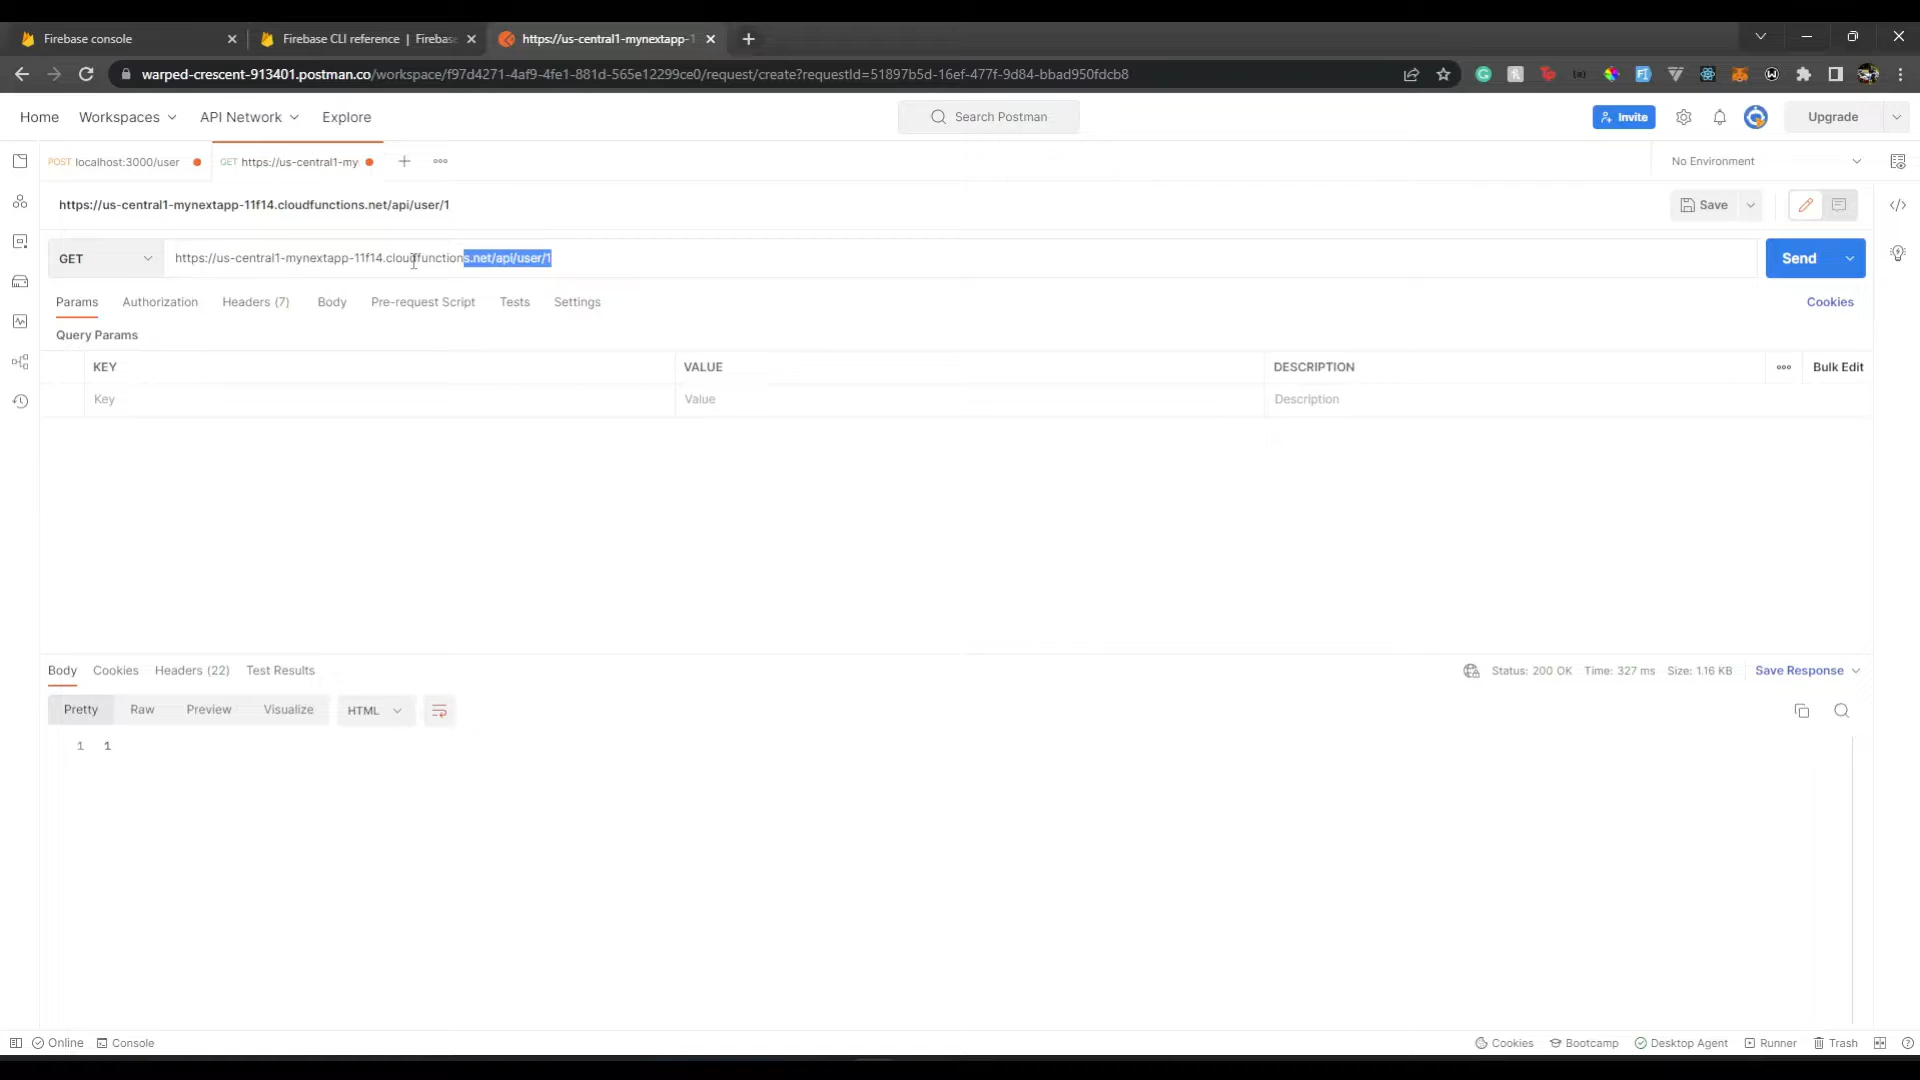 Firebase console
Firebase CLI reference | Firebas
https://us-central1-mynextapp-1
warped-crescent-913401.postman.co/workspace/f97d4271-4af9-4fe1-881d-565e12299ce0/request/create?requestId=51897b5d-16ef-477f-9d84-bbad950fdcb8
Home Workspaces API Network Explore
Search Postman
Invite
Upgrade
POST localhost:3000/user
GET https://us-central1-my
No Environment
https://us-central1-mynextapp-11f14.cloudfunctions.net/api/user/1
Save
GET https://us-central1-mynextapp-11f14.cloudfunctions.net/api/user/1
Send
Params Authorization Headers (7) Body Pre-request Script Tests Settings
Cookies
Query Params
KEY VALUE DESCRIPTION Bulk Edit
Key Value Description
Body Cookies Headers (22) Test Results
Status: 200 OK Time: 327 ms Size: 1.16 KB Save Response
Pretty Raw Preview Visualize HTML
1 1
Online Console
Cookies Bootcamp Desktop Agent Runner Trash